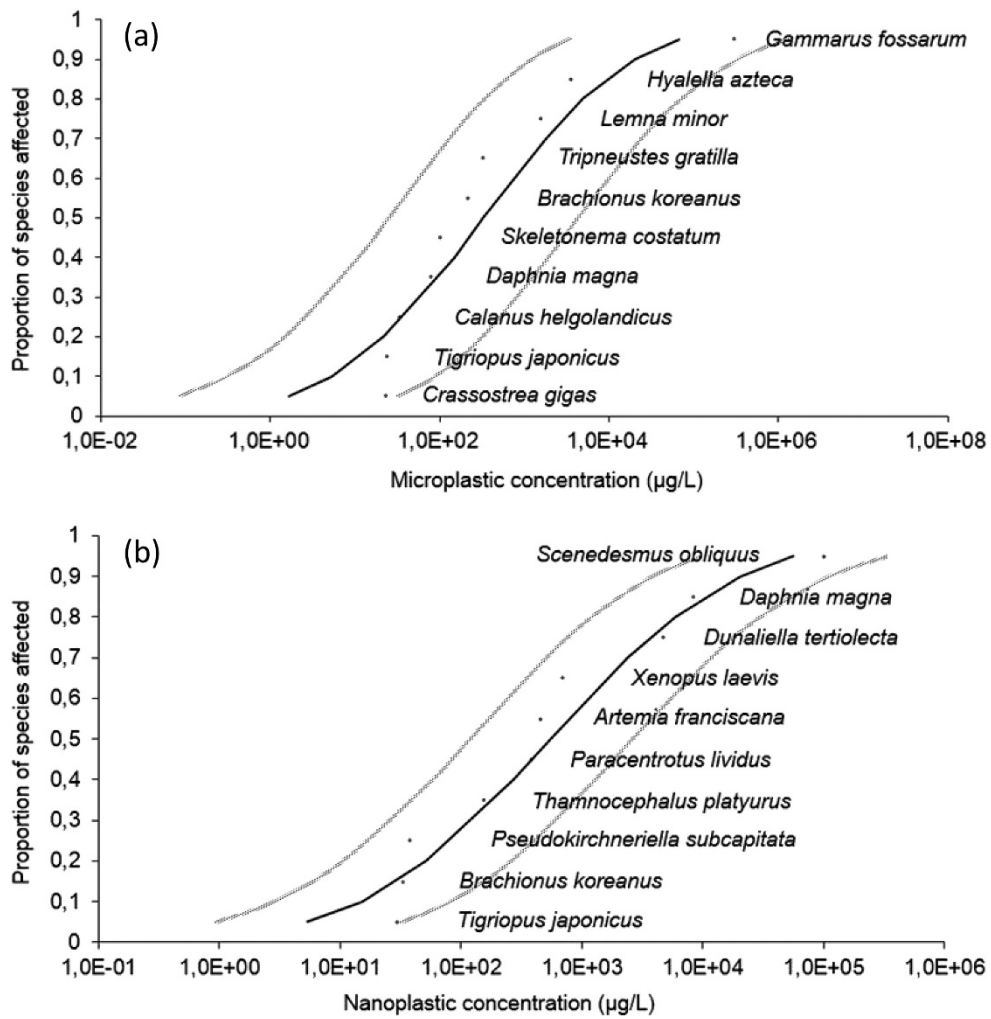 (a)
Proportion of species affected
1
0,9
0,8
0,7
0,6
0,5
0,4
0,3
0,2
0,1
0
Gammarus fossarum
Hyalella azteca
Lemna minor
Tripneustes gratilla
Brachionus koreanus
Skeletonema costatum
Daphnia magna
Calanus helgolandicus
Tigriopus japonicus
Crassostrea gigas
1,0E-02 1,0E+00 1,0E+02 1,0E+04 1,0E+06 1,0E+08
Microplastic concentration (µg/L)
(b)
Proportion of species affected
1
0,9
0,8
0,7
0,6
0,5
0,4
0,3
0,2
0,1
0
Scenedesmus obliquus
Daphnia magna
Dunaliella tertiolecta
Xenopus laevis
Artemia franciscana
Paracentrotus lividus
Thamnocephalus platyurus
Pseudokirchneriella subcapitata
Brachionus koreanus
Tigriopus japonicus
1,0E-01 1,0E+00 1,0E+01 1,0E+02 1,0E+03 1,0E+04 1,0E+05 1,0E+06
Nanoplastic concentration (µg/L)